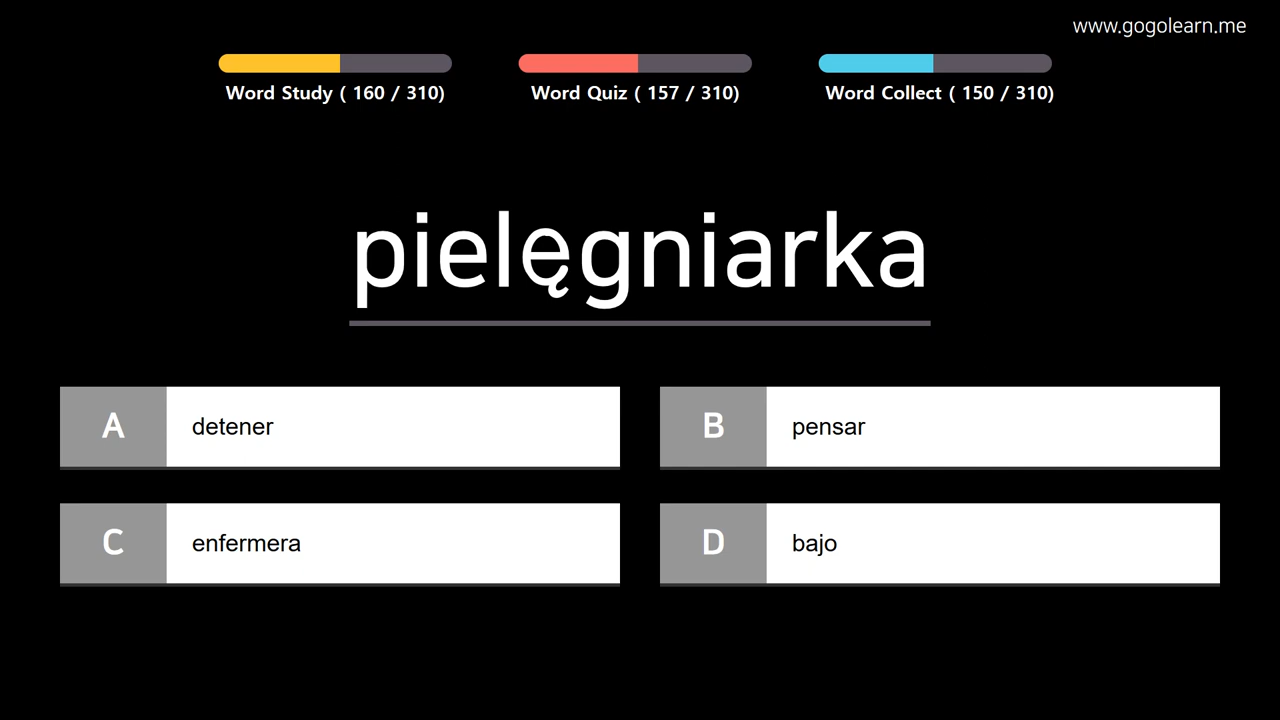 www.gogolearn.me
Word Study ( 160 / 310)
Word Quiz ( 157 / 310)
Word Collect ( 150 / 310)
pielęgniarka
A detener
B pensar
C enfermera
D bajo